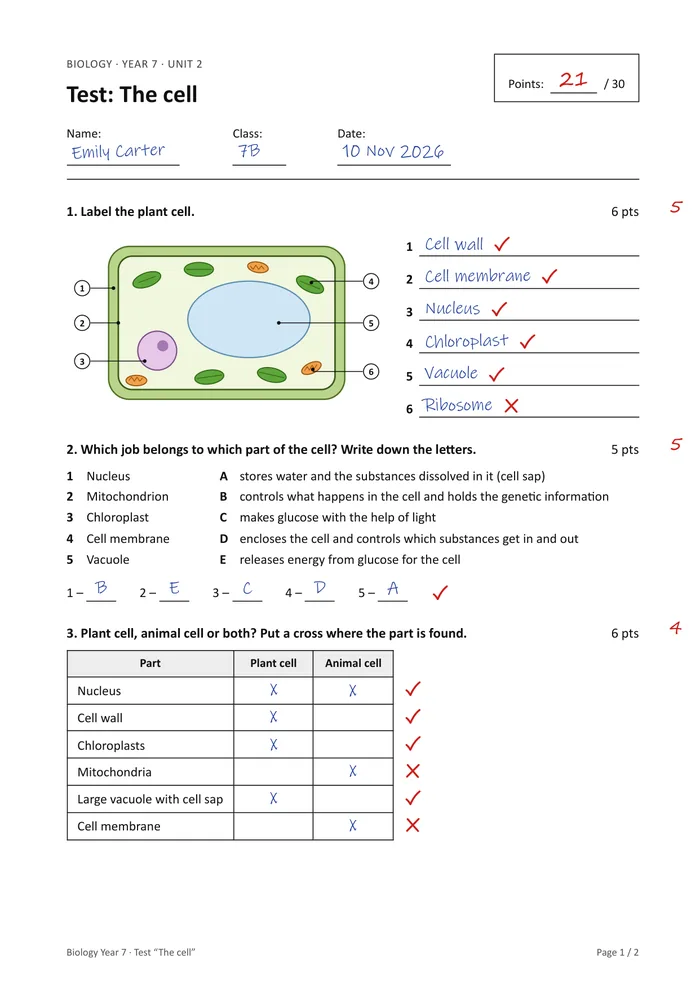 BIOLOGY · YEAR 7 · UNIT 2
Test: The cell
Points: 21 / 30
Name: Class: Date:
Emily Carter 7B 10 Nov 2026
1. Label the plant cell. 6 pts 5
1 Cell wall ✓
2 Cell membrane ✓
3 Nucleus ✓
4 Chloroplast ✓
5 Vacuole ✓
6 Ribosome ✗
1
2
3
4
5
6
2. Which job belongs to which part of the cell? Write down the letters. 5 pts 5
1 Nucleus A stores water and the substances dissolved in it (cell sap)
2 Mitochondrion B controls what happens in the cell and holds the genetic information
3 Chloroplast C makes glucose with the help of light
4 Cell membrane D encloses the cell and controls which substances get in and out
5 Vacuole E releases energy from glucose for the cell
1 – B 2 – E 3 – C 4 – D 5 – A ✓
3. Plant cell, animal cell or both? Put a cross where the part is found. 6 pts 4
Part Plant cell Animal cell
Nucleus X X ✓
Cell wall X ✓
Chloroplasts X ✓
Mitochondria X ✗
Large vacuole with cell sap X ✓
Cell membrane X ✗
Biology Year 7 · Test “The cell” Page 1 / 2